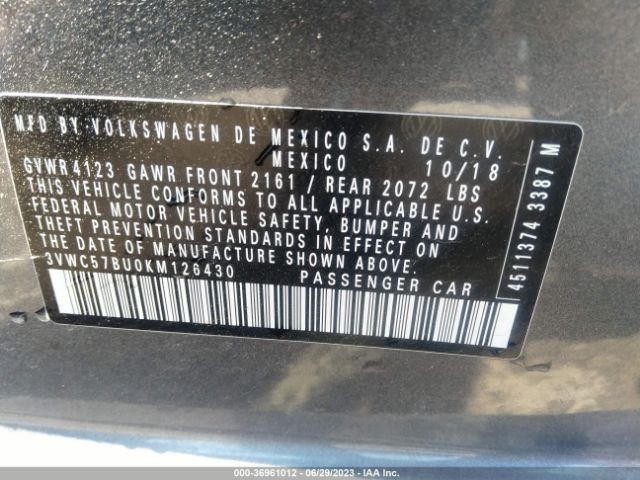 MFD BY VOLKSWAGEN DE MEXICO S.A. DE C.V.
MEXICO 10/18
GVWR4123 GAWR FRONT 2161 / REAR 2072 LBS
THIS VEHICLE CONFORMS TO ALL APPLICABLE U.S.
FEDERAL MOTOR VEHICLE SAFETY, BUMPER AND
THEFT PREVENTION STANDARDS IN EFFECT ON
THE DATE OF MANUFACTURE SHOWN ABOVE.
3VWC57BU0KM126430 PASSENGER CAR
4511374 3387 M
000-36961012 - 06/29/2023 - IAA Inc.